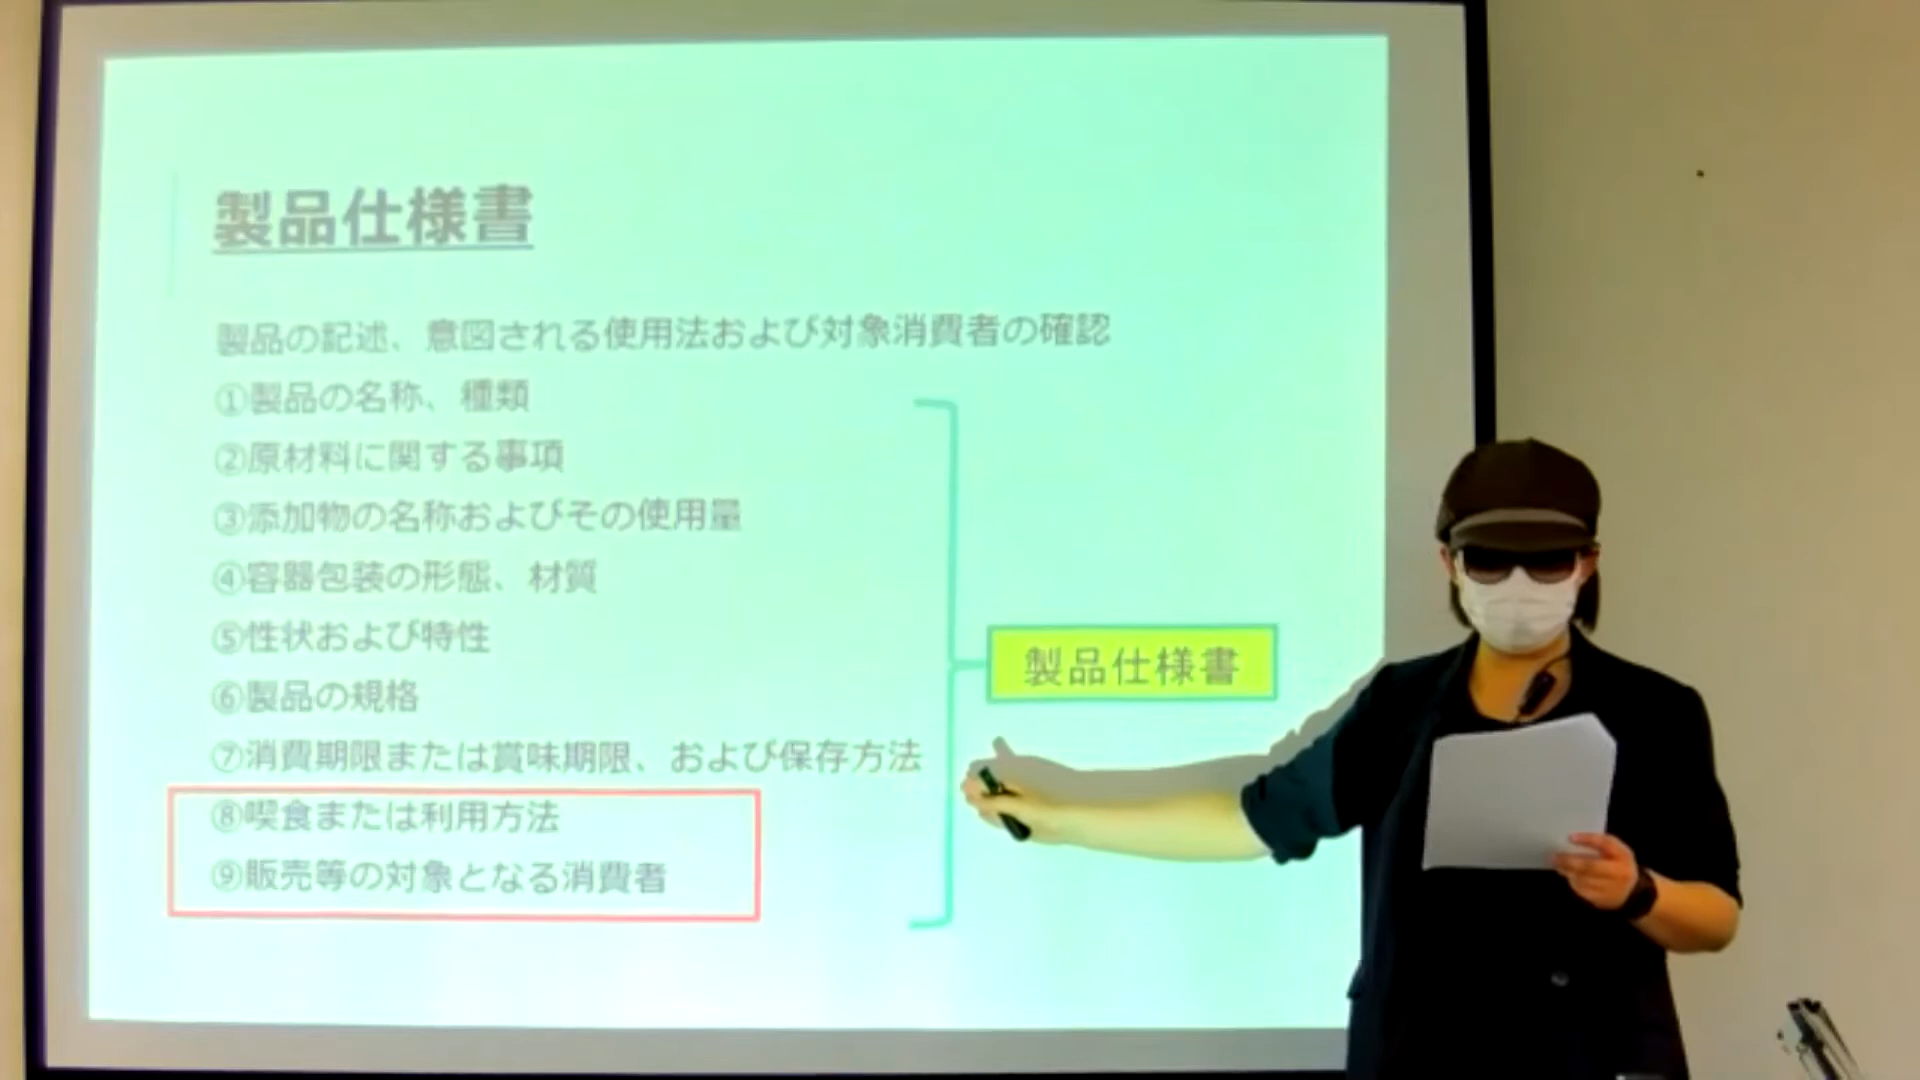 製品仕様書
製品の記述、意図される使用法および対象消費者の確認
①製品の名称、種類
②原材料に関する事項
③添加物の名称およびその使用量
④容器包装の形態、材質
⑤性状および特性
⑥製品の規格
⑦消費期限または賞味期限、および保存方法
⑧喫食または利用方法
⑨販売等の対象となる消費者
製品仕様書